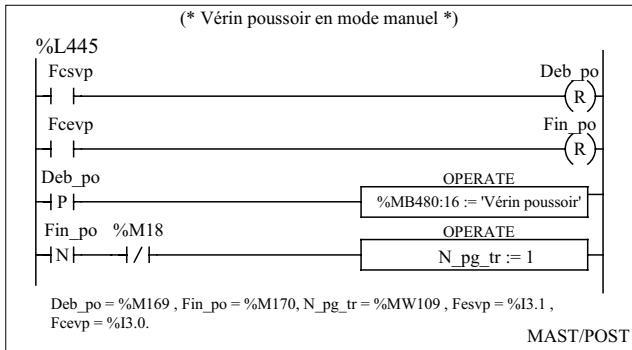 (* Vérin poussoir en mode manuel *)
%L445
Fcsvp Deb_po
R
Fcevp Fin_po
R
Deb_po OPERATE
P %MB480:16 := 'Vérin poussoir'
Fin_po %M18 OPERATE
N / N_pg_tr := 1
Deb_po = %M169 , Fin_po = %M170, N_pg_tr = %MW109 , Fesvp = %I3.1 ,
Fcevp = %I3.0.
MAST/POST